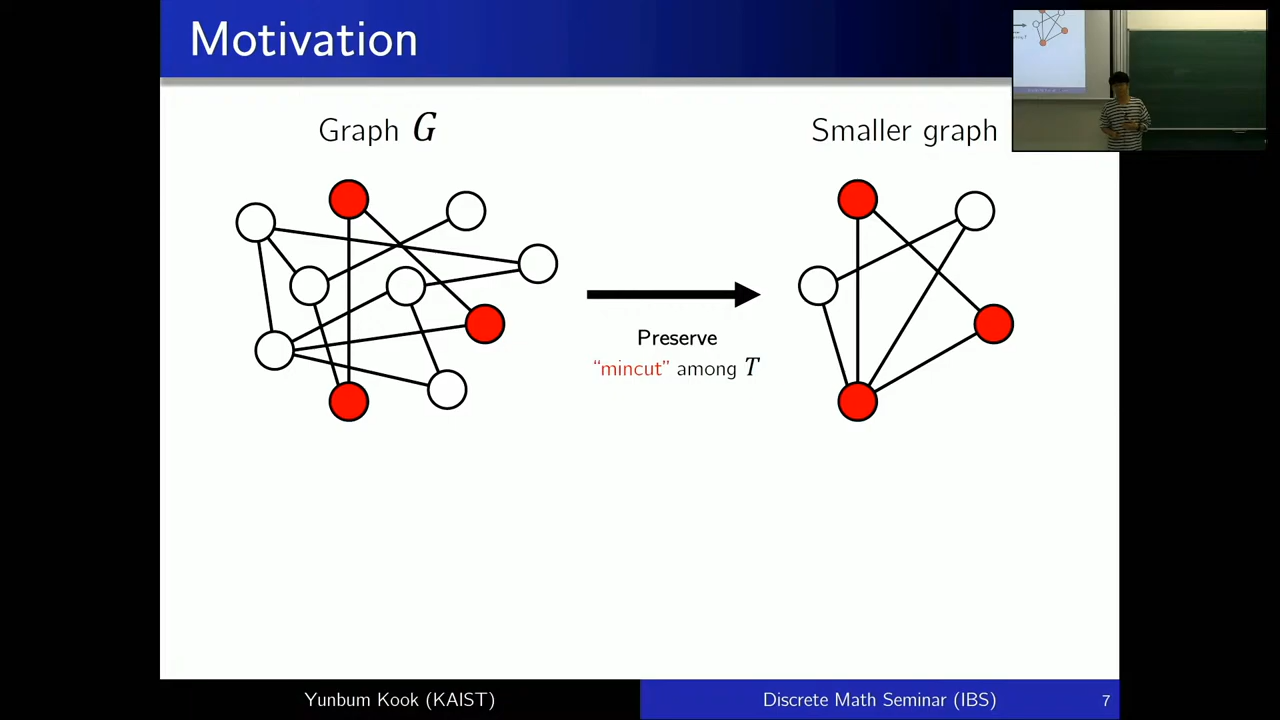 Motivation
Graph G
Smaller graph
Preserve
“mincut” among T
Yunbum Kook (KAIST)
Discrete Math Seminar (IBS)
7